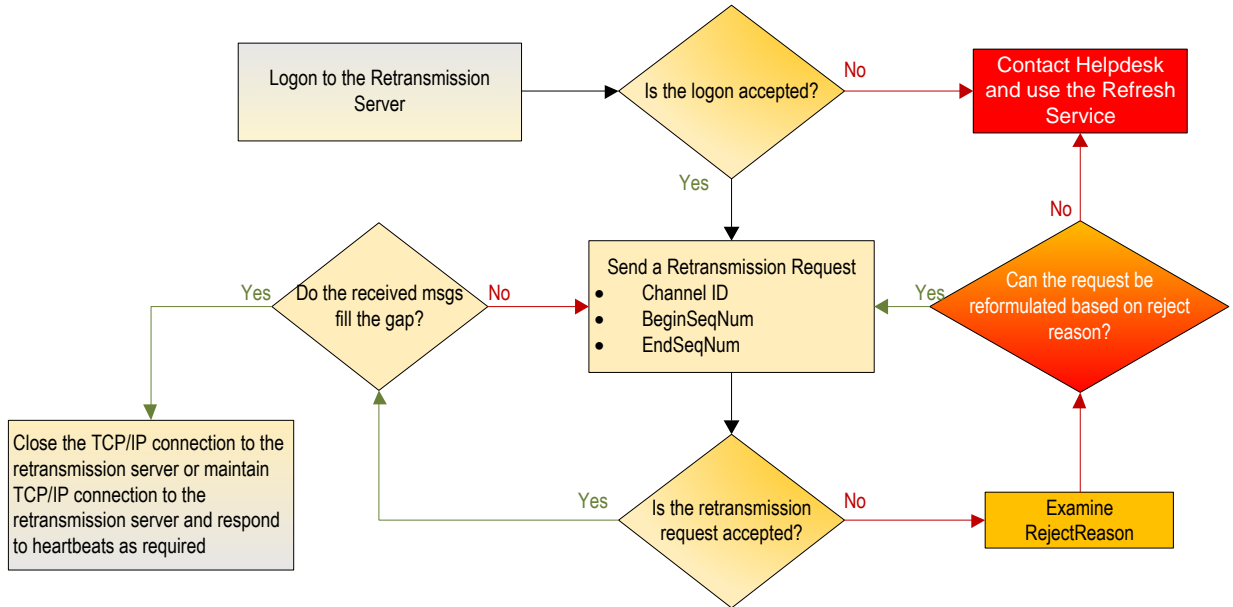 Logon to the Retransmission
Server
Is the logon accepted?
No
Contact Helpdesk
and use the Refresh
Service
Yes
No
Send a Retransmission Request
• Channel ID
• BeginSeqNum
• EndSeqNum
Yes
Do the received msgs
fill the gap?
No
Yes
Can the request be
reformulated based on reject
reason?
Close the TCP/IP connection to the
retransmission server or maintain
TCP/IP connection to the
retransmission server and respond
to heartbeats as required
Yes
Is the retransmission
request accepted?
No
Examine
RejectReason